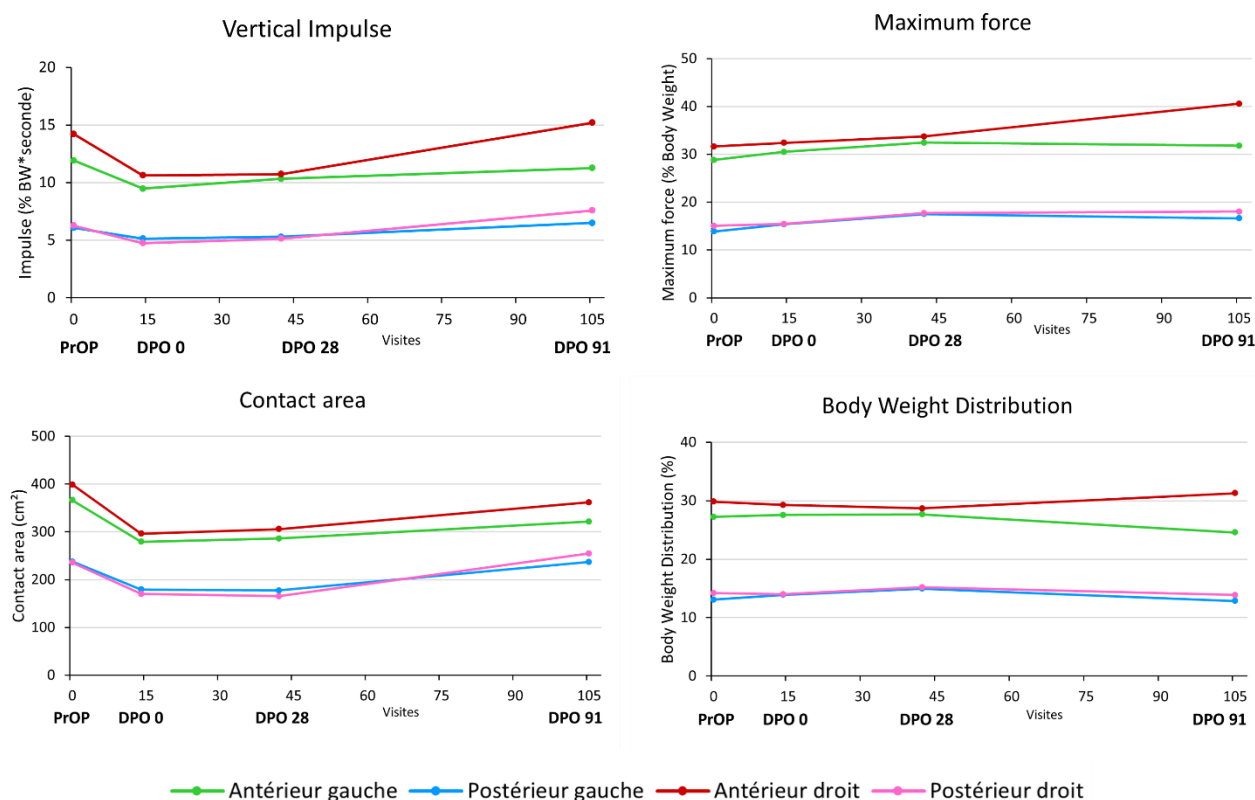 Vertical Impulse
Impulse (% BW*seconde)
20
15
10
5
0
0 15 30 45 60 75 90 105
Visites
PrOP DPO 0 DPO 28 DPO 91
Maximum force
Maximum force (% Body Weight)
50
40
30
20
10
0
0 15 30 45 60 75 90 105
Visites
PrOP DPO 0 DPO 28 DPO 91
Contact area
Contact area (cm²)
500
400
300
200
100
0
0 15 30 45 60 75 90 105
Visites
PrOP DPO 0 DPO 28 DPO 91
Body Weight Distribution
Body Weight Distribution (%)
40
30
20
10
0
0 15 30 45 60 75 90 105
Visites
PrOP DPO 0 DPO 28 DPO 91
Antérieur gauche Postérieur gauche Antérieur droit Postérieur droit